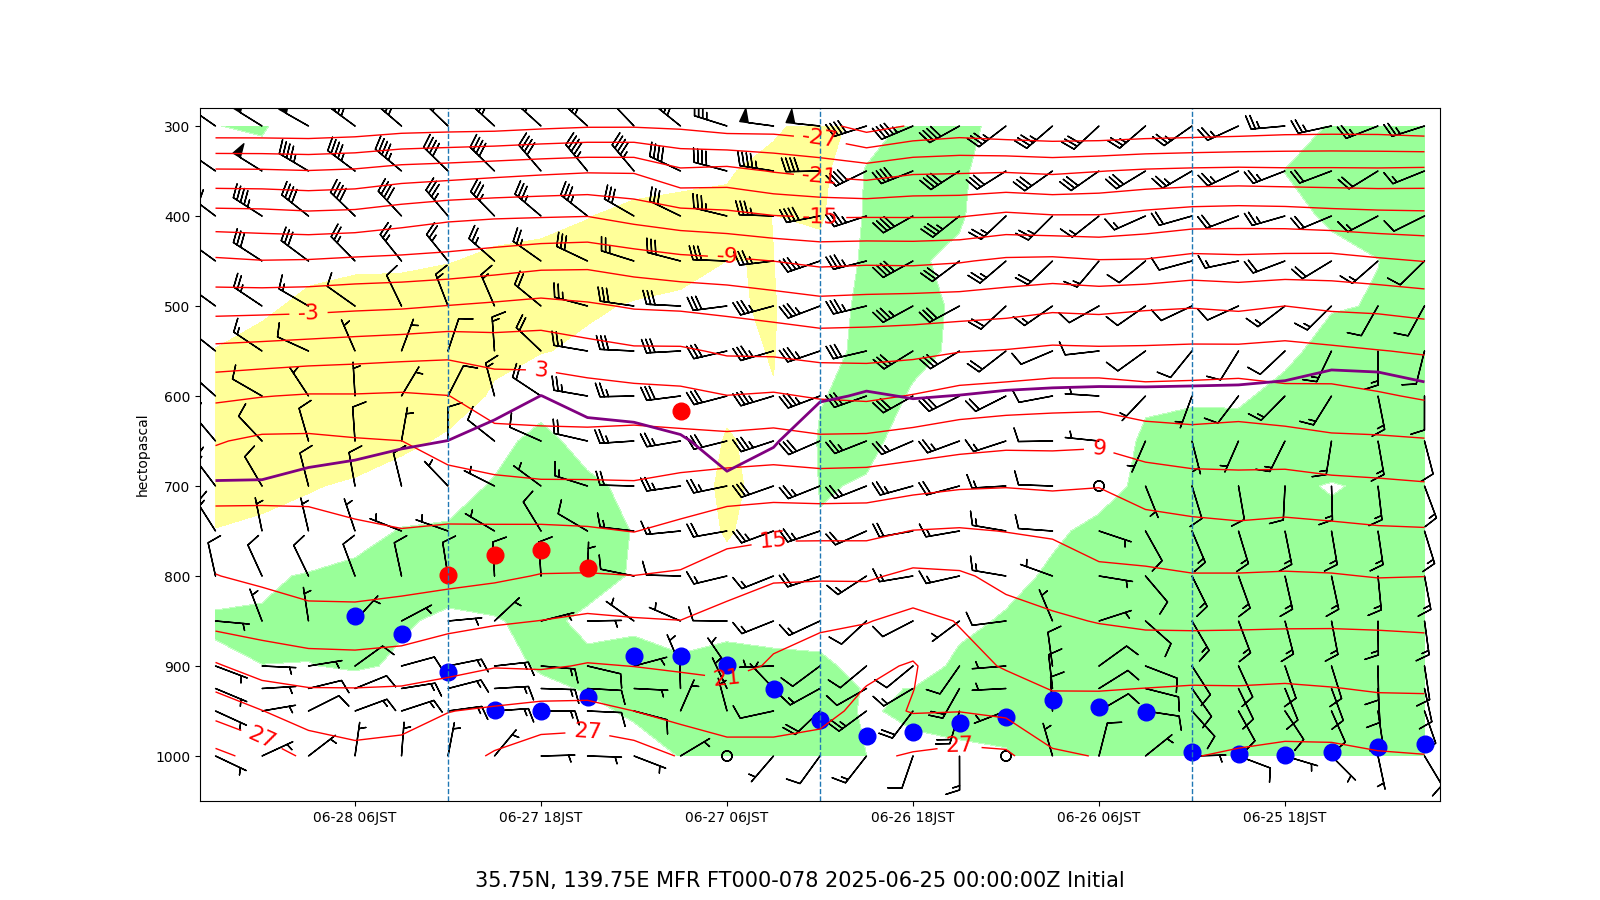 300
-27
-21
400
-15
-9
500
-3
3
600
9
hectopascal
700
15
800
900
21
27
27
27
1000
06-28 06JST
06-27 18JST
06-27 06JST
06-26 18JST
06-26 06JST
06-25 18JST
35.75N, 139.75E MFR FT000-078 2025-06-25 00:00:00Z Initial